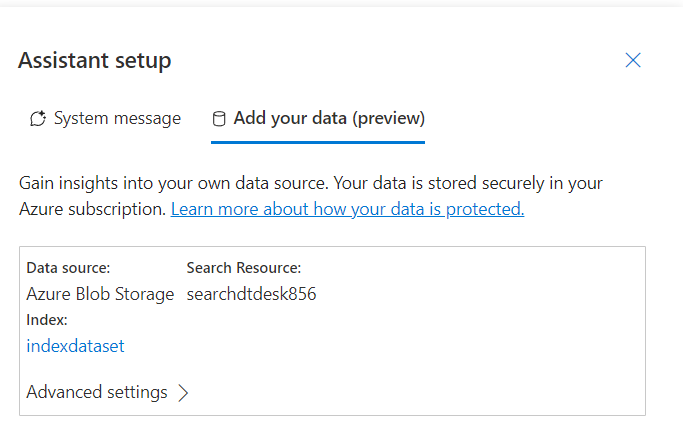 Assistant setup
System message
Add your data (preview)
Gain insights into your own data source. Your data is stored securely in your
Azure subscription. Learn more about how your data is protected.
Data source:
Search Resource:
Azure Blob Storage
searchdtdesk856
Index:
indexdataset
Advanced settings